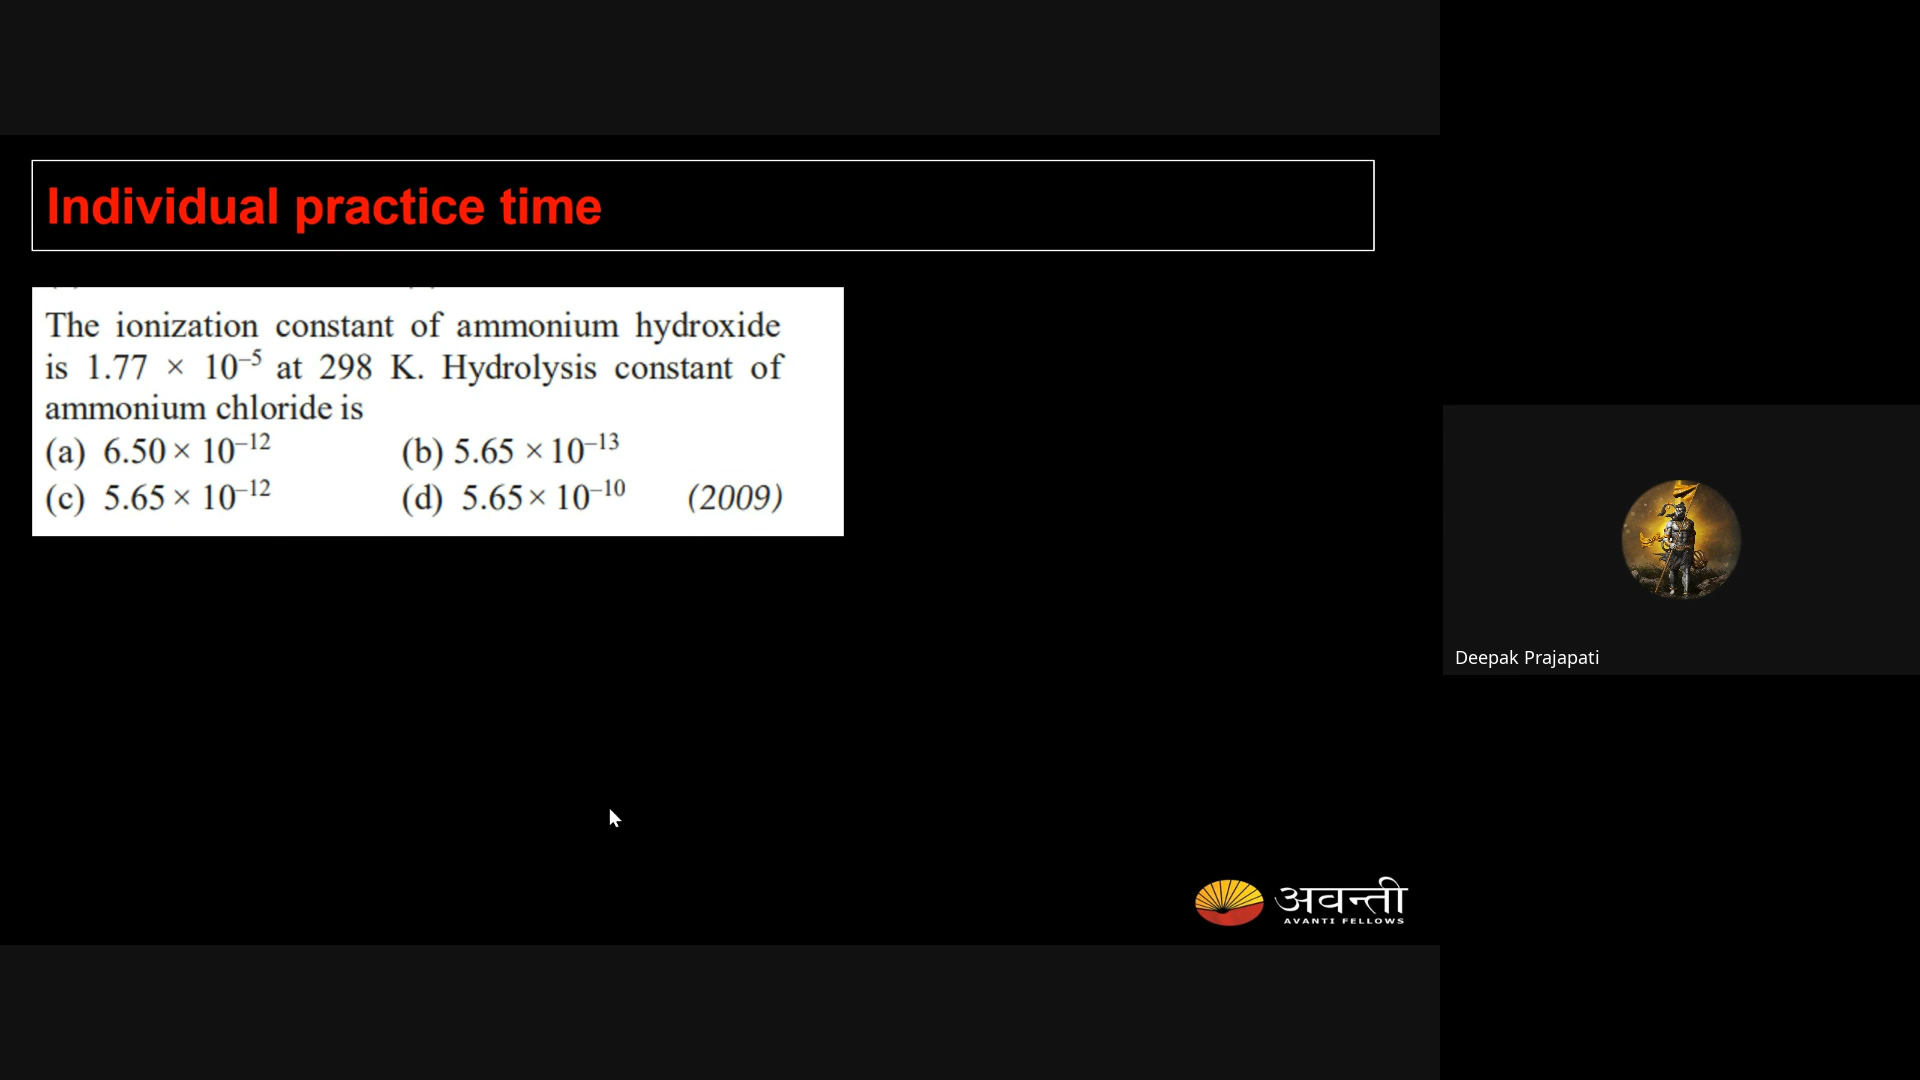 Individual practice time
The ionization constant of ammonium hydroxide
is 1.77 × 10⁻⁵ at 298 K. Hydrolysis constant of
ammonium chloride is
(a) 6.50 × 10⁻¹² (b) 5.65 × 10⁻¹³
(c) 5.65 × 10⁻¹² (d) 5.65 × 10⁻¹⁰ (2009)
Deepak Prajapati
अवन्ती
AVANTI FELLOWS